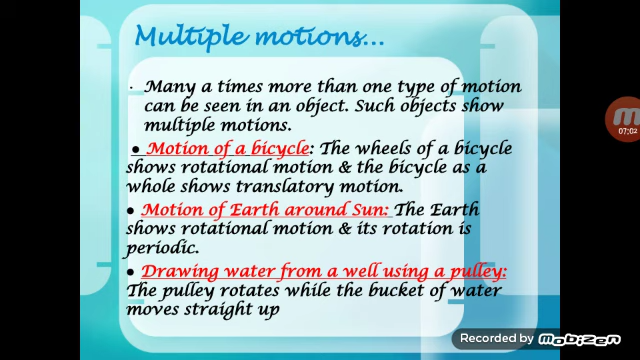 Multiple motions...
· Many a times more than one type of motion
can be seen in an object. Such objects show
multiple motions.
• Motion of a bicycle: The wheels of a bicycle
shows rotational motion & the bicycle as a
whole shows translatory motion.
• Motion of Earth around Sun: The Earth
shows rotational motion & its rotation is
periodic.
• Drawing water from a well using a pulley:
The pulley rotates while the bucket of water
moves straight up
07:02
Recorded by MOBIZEN